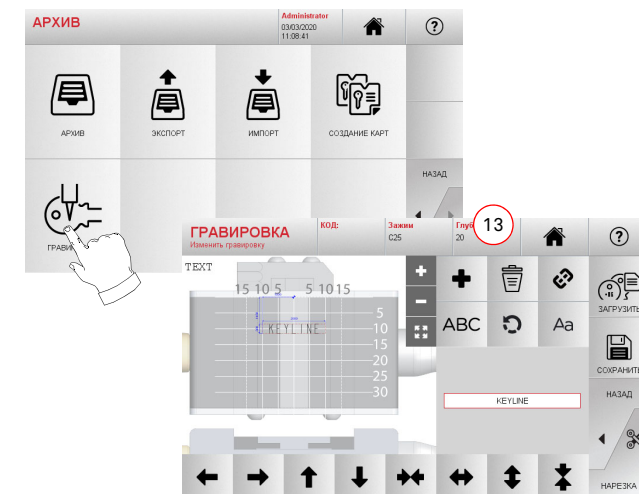 АРХИВ
Administrator
03/03/2020
11:08:41
?
АРХИВ
ЭКСПОРТ
ИМПОРТ
СОЗДАНИЕ КАРТ
НАЗАД
13
ГРАВИРОВКА
Изменить гравировку
КОД:
Зажим
C25
20
?
TEXT
15 10 5 5 10 15
5
10
15
20
25
30
KEYLINE
ABC
Aa
KEYLINE
ЗАГРУЗИТЬ
СОХРАНИТЬ
НАЗАД
НАРЕЗКА